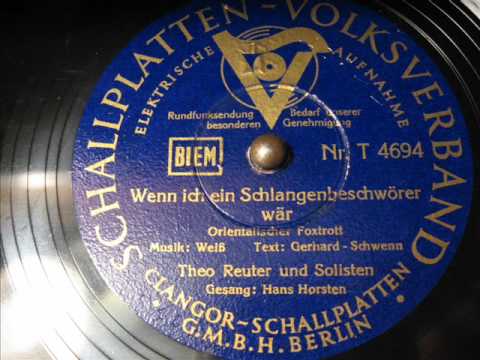 SCHALLPLATTEN-VOLKSVERBAND
ELEKTRISCHE AUFNAHME
Rundfunksendung Bedarf unserer
besonderen Genehmigung
BIEM
Nr. T 4694
Wenn ich ein Schlangenbeschwörer
wär
Orientalischer Foxtrott
Musik: Weiß Text: Gerhard-Schwenn
Theo Reuter und Solisten
Gesang: Hans Horsten
CLANGOR-SCHALLPLATTEN
G.M.B.H. BERLIN